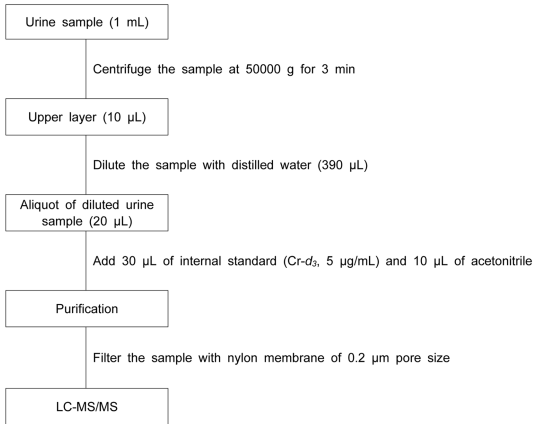 Urine sample (1 mL)
Centrifuge the sample at 50000 g for 3 min
Upper layer (10 µL)
Dilute the sample with distilled water (390 µL)
Aliquot of diluted urine
sample (20 µL)
Add 30 µL of internal standard (Cr-d3, 5 µg/mL) and 10 µL of acetonitrile
Purification
Filter the sample with nylon membrane of 0.2 µm pore size
LC-MS/MS